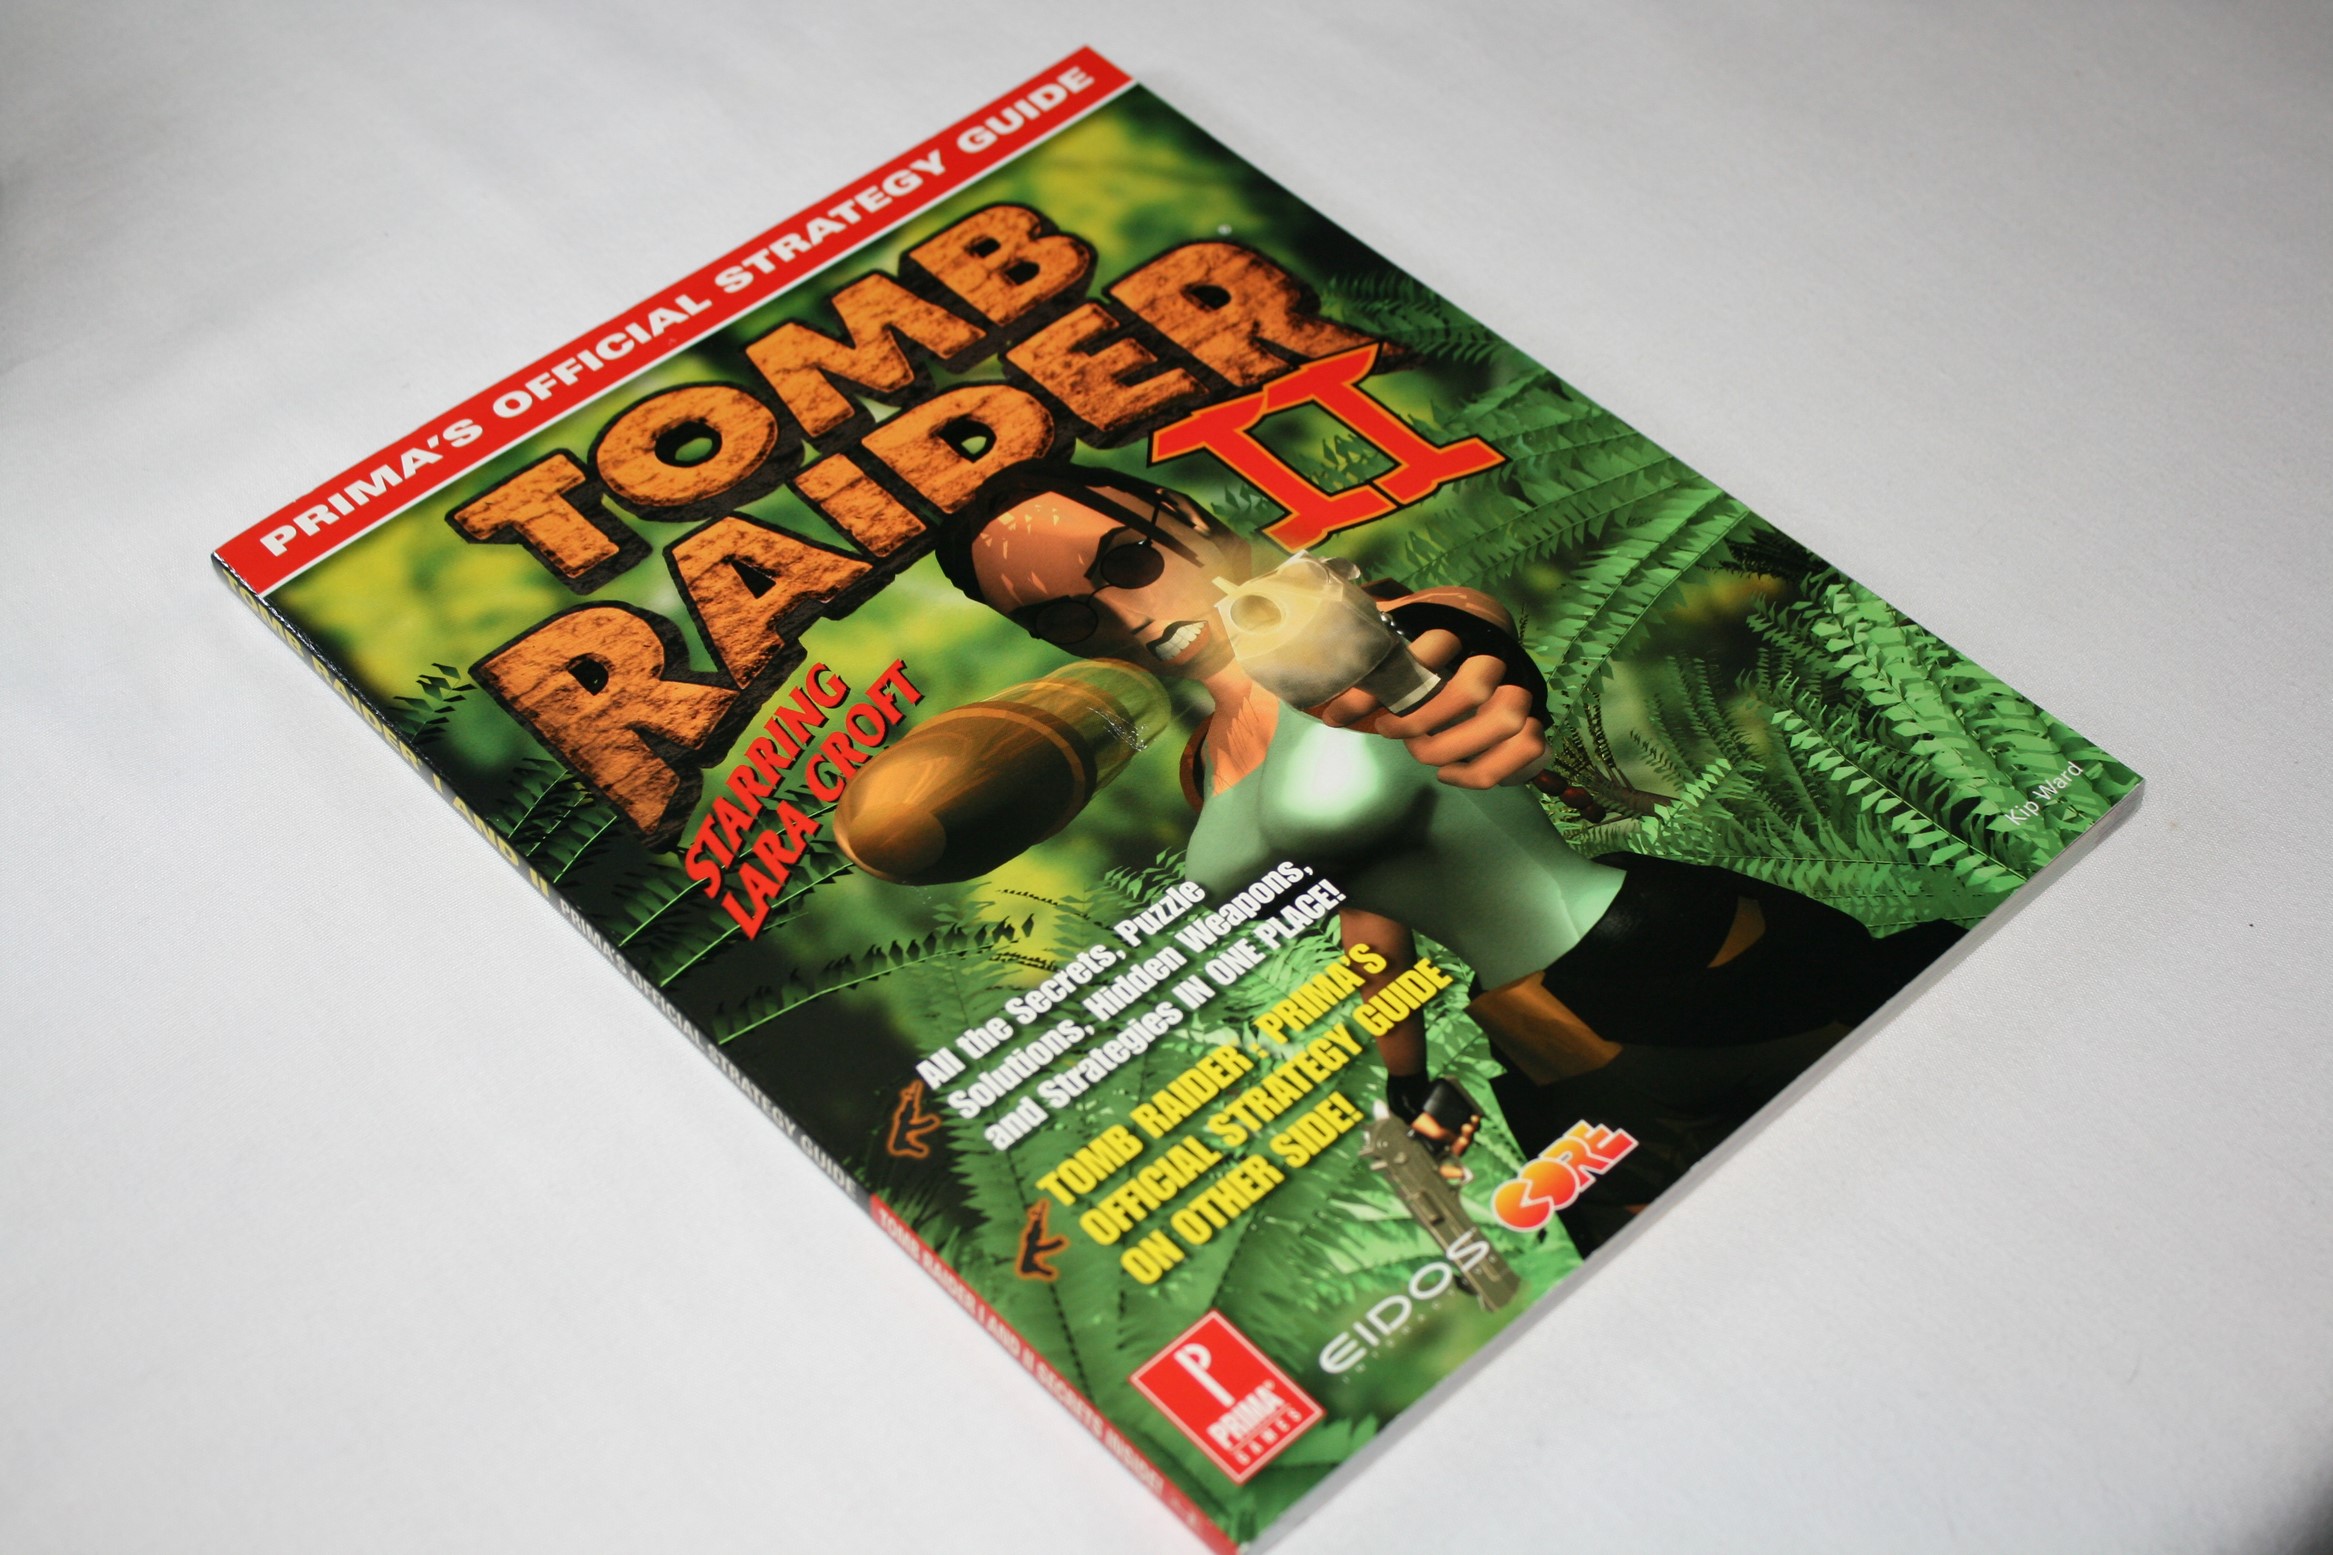 PRIMA'S OFFICIAL STRATEGY GUIDE
TOMB
RAIDER
II
STARRING
LARA CROFT
Kip Ward
All the Secrets, Puzzle
Solutions, Hidden Weapons,
and Strategies IN ONE PLACE!
TOMB RAIDER: PRIMA'S
OFFICIAL STRATEGY GUIDE
ON OTHER SIDE!
CORE
EIDOS
P
PRIMA®
GAMES
TOMB RAIDER I AND II PRIMA'S OFFICIAL STRATEGY GUIDE
TOMB RAIDER I AND II SECRETS INSIDE!